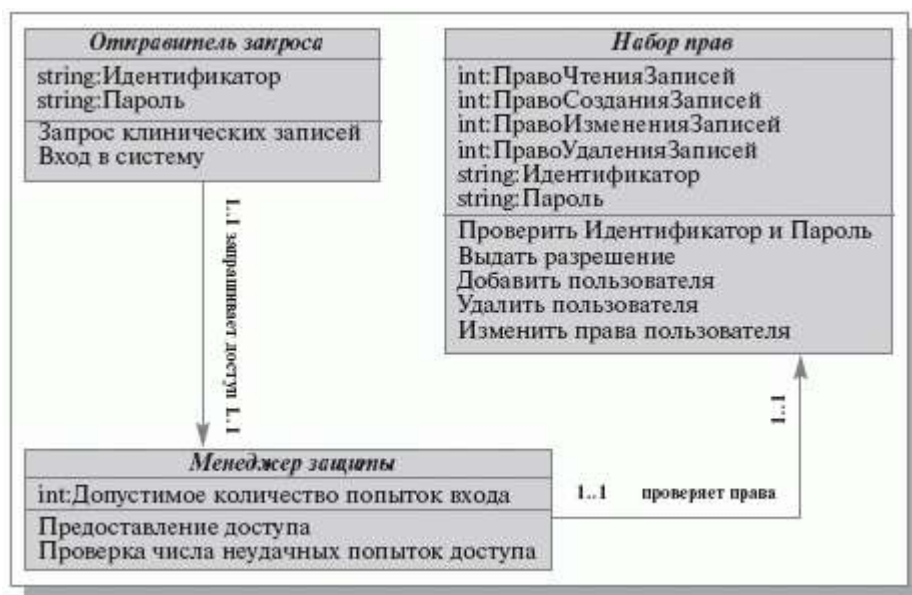 Отправитель запроса
string:Идентификатор
string:Пароль
Запрос клинических записей
Вход в систему
Набор прав
int:ПравоЧтенияЗаписей
int:ПравоСозданияЗаписей
int:ПравоИзмененияЗаписей
int:ПравоУдаленияЗаписей
string:Идентификатор
string:Пароль
Проверить Идентификатор и Пароль
Выдать разрешение
Добавить пользователя
Удалить пользователя
Изменить права пользователя
1..1 запрашивает доступ 1..1
1..1
Менеджер защиты
int:Допустимое количество попыток входа
Предоставление доступа
Проверка числа неудачных попыток доступа
1..1 проверяет права